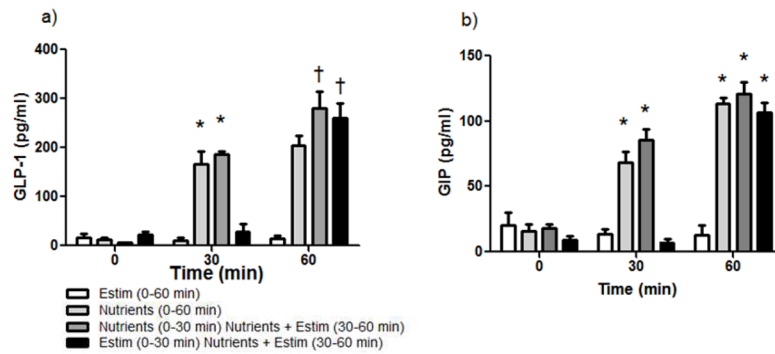 a)
400
300
200
100
0
GLP-1 (pg/ml)
* *
† †
0 30 60
Time (min)
Estim (0-60 min)
Nutrients (0-60 min)
Nutrients (0-30 min) Nutrients + Estim (30-60 min)
Estim (0-30 min) Nutrients + Estim (30-60 min)
b)
150
100
50
0
GIP (pg/ml)
* *
* * *
0 30 60
Time (min)